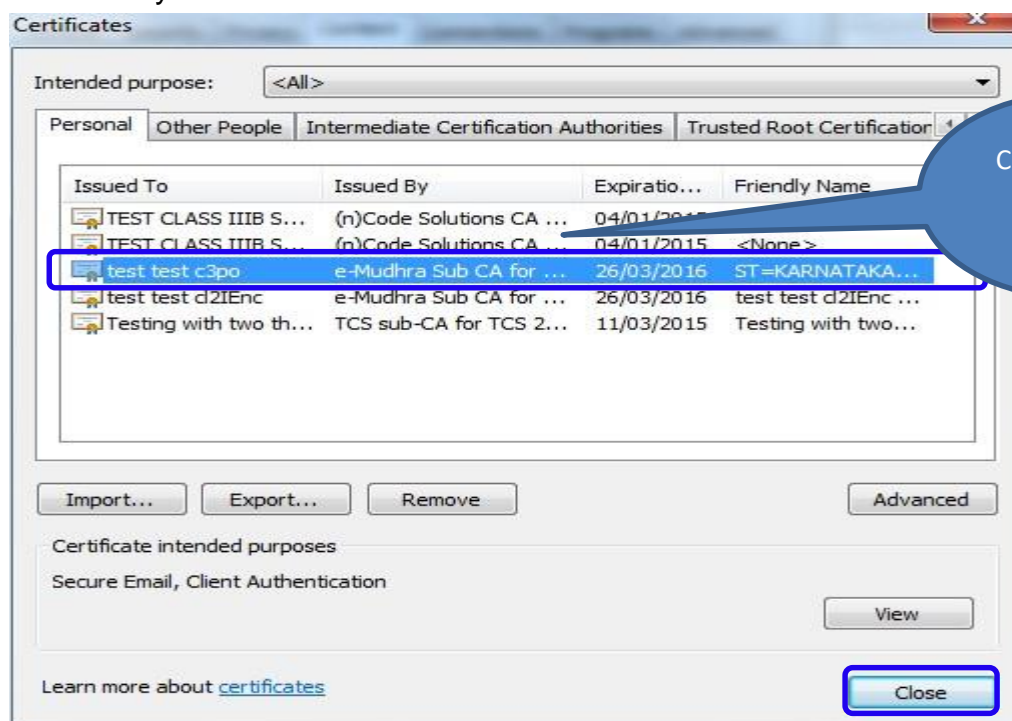 Certificates
Intended purpose: <All>
Personal Other People Intermediate Certification Authorities Trusted Root Certification
Issued To Issued By Expiratio... Friendly Name
TEST CLASS IIIB S... (n)Code Solutions CA ... 04/01/2015
TEST CLASS IIIB S... (n)Code Solutions CA ... 04/01/2015 <None>
test test c3po e-Mudhra Sub CA for ... 26/03/2016 ST=KARNATAKA...
test test cl2IEnc e-Mudhra Sub CA for ... 26/03/2016 test test cl2IEnc ...
Testing with two th... TCS sub-CA for TCS 2... 11/03/2015 Testing with two...
Import... Export... Remove Advanced
Certificate intended purposes
Secure Email, Client Authentication
View
Learn more about certificates
Close